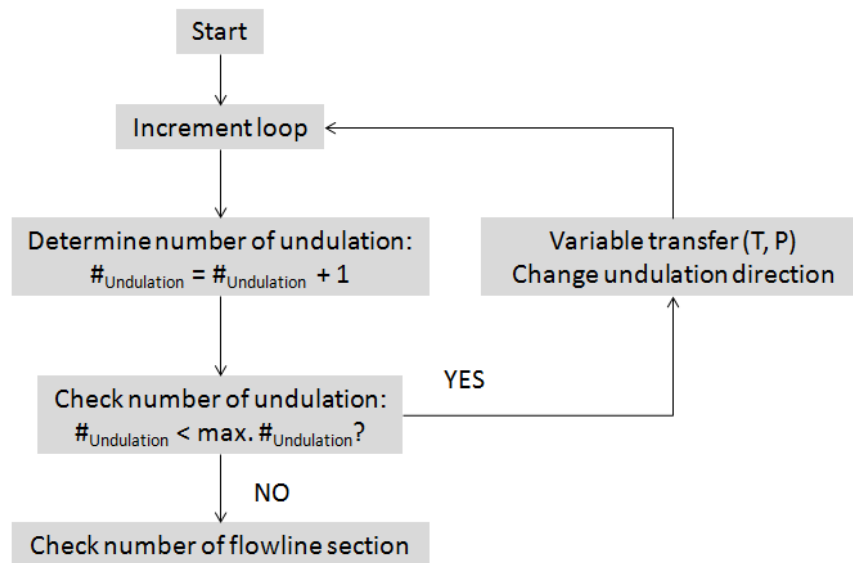 Start
Increment loop
Determine number of undulation:
#Undulation = #Undulation + 1
Variable transfer (T, P)
Change undulation direction
Check number of undulation:
#Undulation < max. #Undulation?
YES
NO
Check number of flowline section